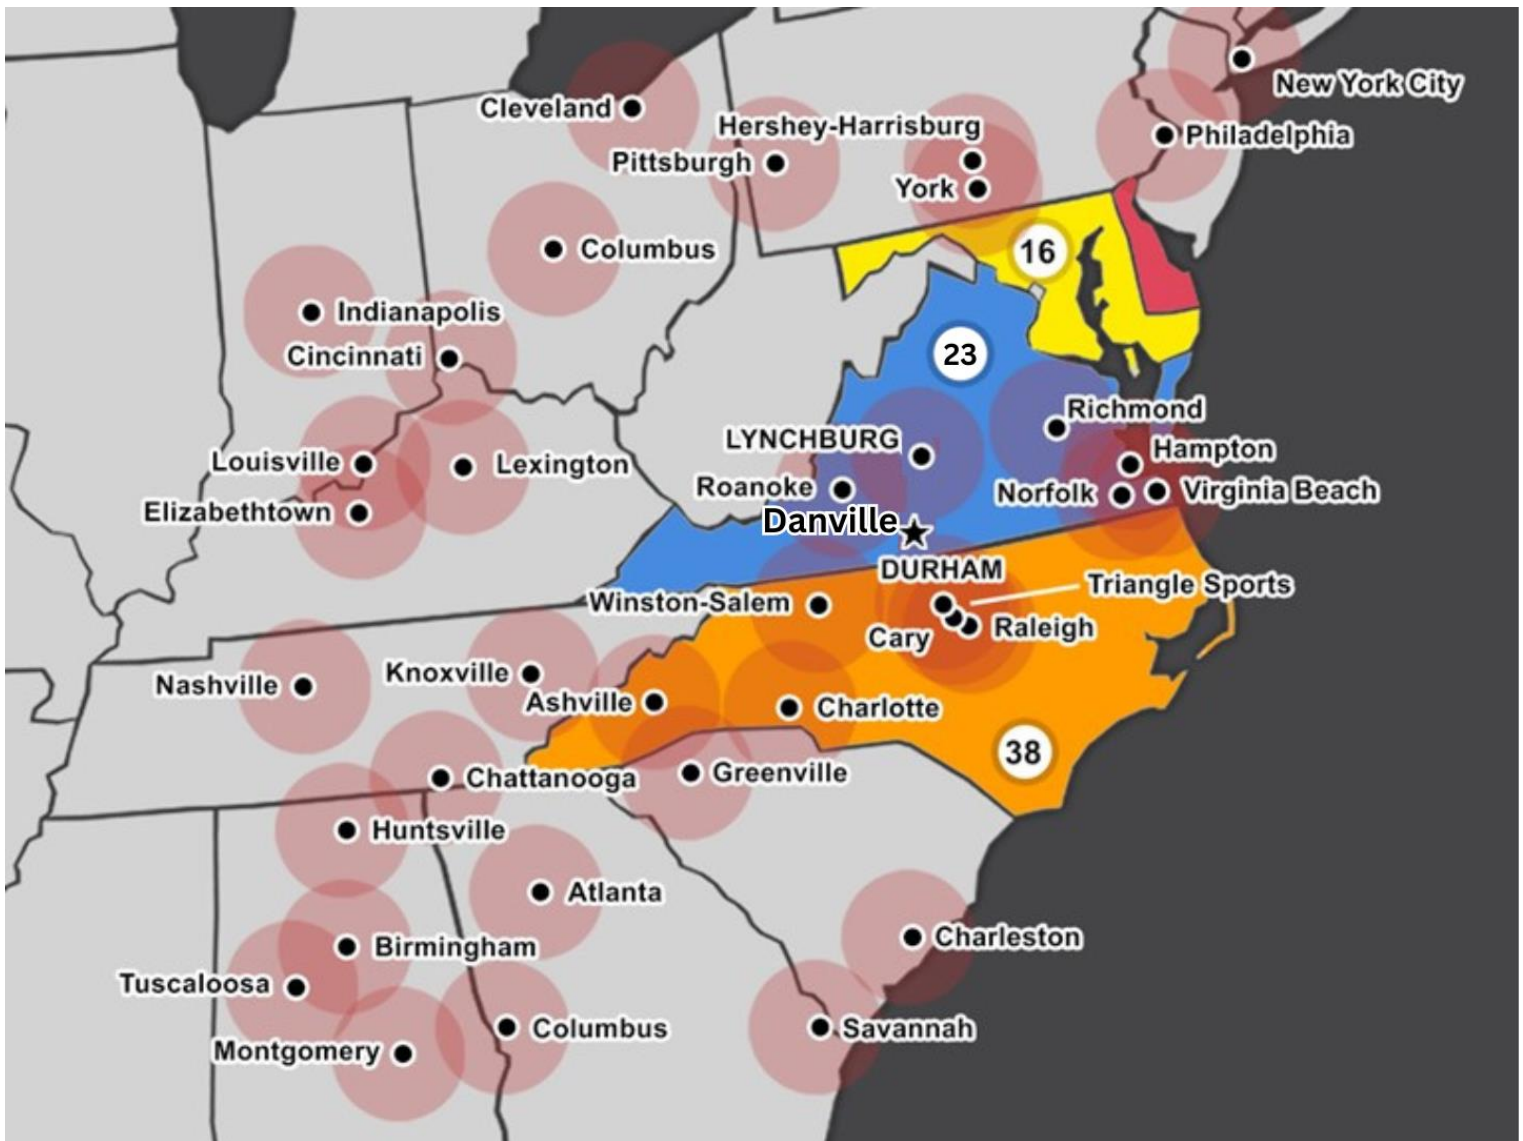 New York City
Cleveland
Hershey-Harrisburg
Philadelphia
Pittsburgh
York
Columbus
16
Indianapolis
23
Cincinnati
Richmond
LYNCHBURG
Hampton
Louisville
Lexington
Roanoke
Norfolk
Virginia Beach
Elizabethtown
Danville
DURHAM
Triangle Sports
Winston-Salem
Cary
Raleigh
Knoxville
Nashville
Ashville
Charlotte
38
Chattanooga
Greenville
Huntsville
Atlanta
Charleston
Birmingham
Tuscaloosa
Columbus
Savannah
Montgomery